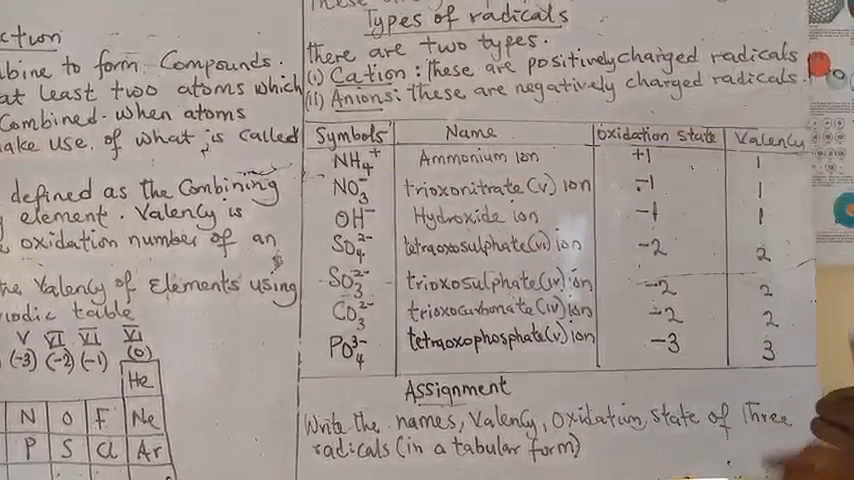 ction
bine to form Compounds.
at least two atoms which
Combined. when atoms
ake use of what is called
defined as the Combining
element. Valency is
oxidation number of an
he Valency of Elements using
iodic table
V VI VII VI
(-3) (-2) (-1) (0)
He
N O F Ne
P S Cl Ar
Types of radicals
there are two types.
(i) Cation: these are positively charged radicals
(ii) Anions: these are negatively charged radicals.
Symbols Name Oxidation state Valency
NH₄⁺ Ammonium Ion +1 1
NO₃⁻ trioxonitrate(v) ion -1 1
OH⁻ Hydroxide ion -1 1
SO₄²⁻ tetraoxosulphate(vi) ion -2 2
SO₃²⁻ trioxosulphate(iv) ion -2 2
CO₃²⁻ trioxocarbonate(iv) ion -2 2
PO₄³⁻ tetraoxophosphate(v) ion -3 3
Assignment
Write the names, Valency, Oxidation state of Three
radicals (in a tabular form)